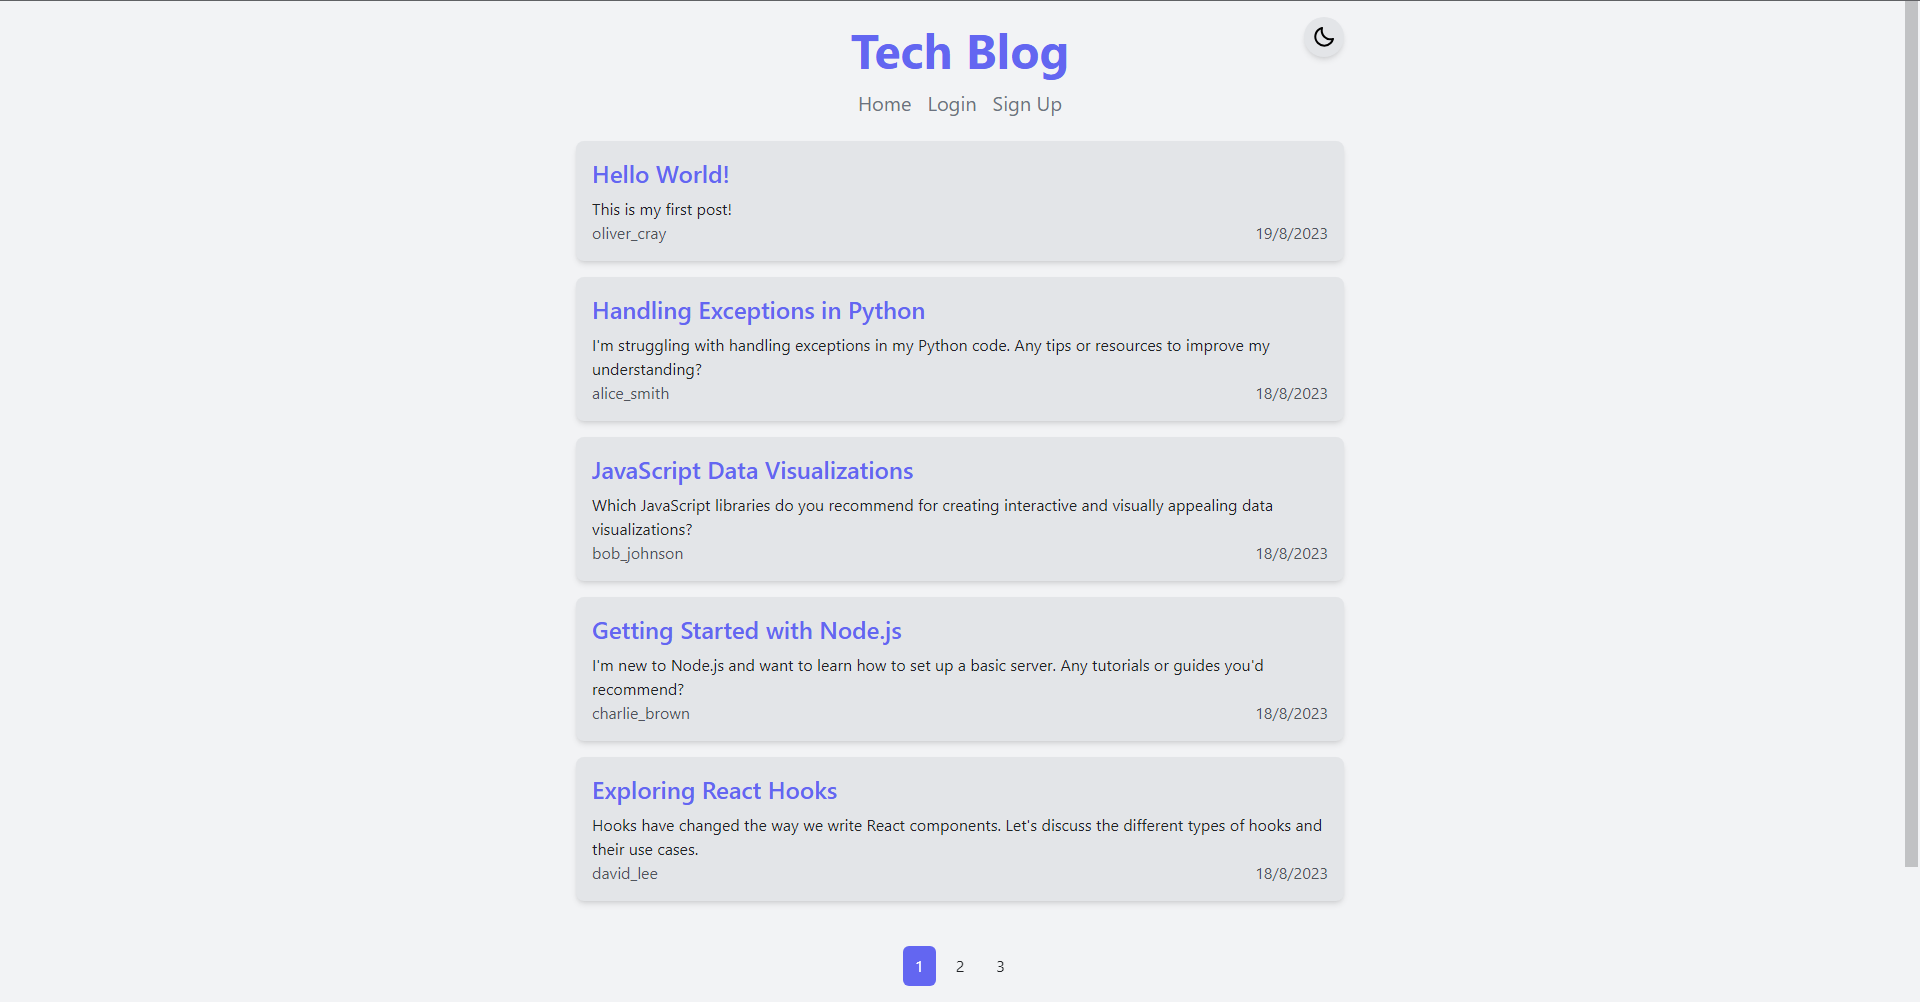 Tech Blog
Home Login Sign Up
Hello World!
This is my first post!
oliver_cray 19/8/2023
Handling Exceptions in Python
I'm struggling with handling exceptions in my Python code. Any tips or resources to improve my
understanding?
alice_smith 18/8/2023
JavaScript Data Visualizations
Which JavaScript libraries do you recommend for creating interactive and visually appealing data
visualizations?
bob_johnson 18/8/2023
Getting Started with Node.js
I'm new to Node.js and want to learn how to set up a basic server. Any tutorials or guides you'd
recommend?
charlie_brown 18/8/2023
Exploring React Hooks
Hooks have changed the way we write React components. Let's discuss the different types of hooks and
their use cases.
david_lee 18/8/2023
1 2 3